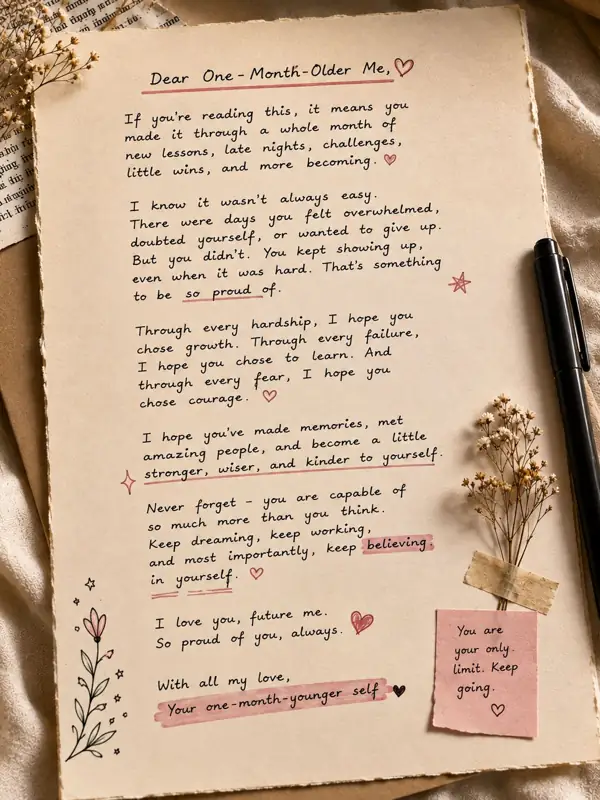 Dear One-Month-Older Me,
If you're reading this, it means you
made it through a whole month of
new lessons, late nights, challenges,
little wins, and more becoming.
I know it wasn't always easy.
There were days you felt overwhelmed,
doubted yourself, or wanted to give up.
But you didn't. You kept showing up,
even when it was hard. That's something
to be so proud of.
Through every hardship, I hope you
chose growth. Through every failure,
I hope you chose to learn. And
through every fear, I hope you
chose courage.
I hope you've made memories, met
amazing people, and become a little
stronger, wiser, and kinder to yourself.
Never forget - you are capable of
so much more than you think.
Keep dreaming, keep working,
and most importantly, keep believing.
in yourself.
I love you, future me.
So proud of you, always.
With all my love,
Your one-month-younger self
You are
your only.
limit. Keep
going.